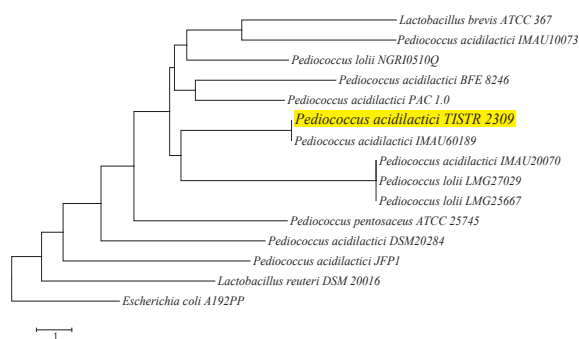 Lactobacillus brevis ATCC 367
Pediococcus acidilactici IMAU10073
Pediococcus lolii NGRI0510Q
Pediococcus acidilactici BFE 8246
Pediococcus acidilactici PAC 1.0
Pediococcus acidilactici TISTR 2309
Pediococcus acidilactici IMAU60189
Pediococcus acidilactici IMAU20070
Pediococcus lolii LMG27029
Pediococcus lolii LMG25667
Pediococcus pentosaceus ATCC 25745
Pediococcus acidilactici DSM20284
Pediococcus acidilactici JFP1
Lactobacillus reuteri DSM 20016
Escherichia coli A192PP
1